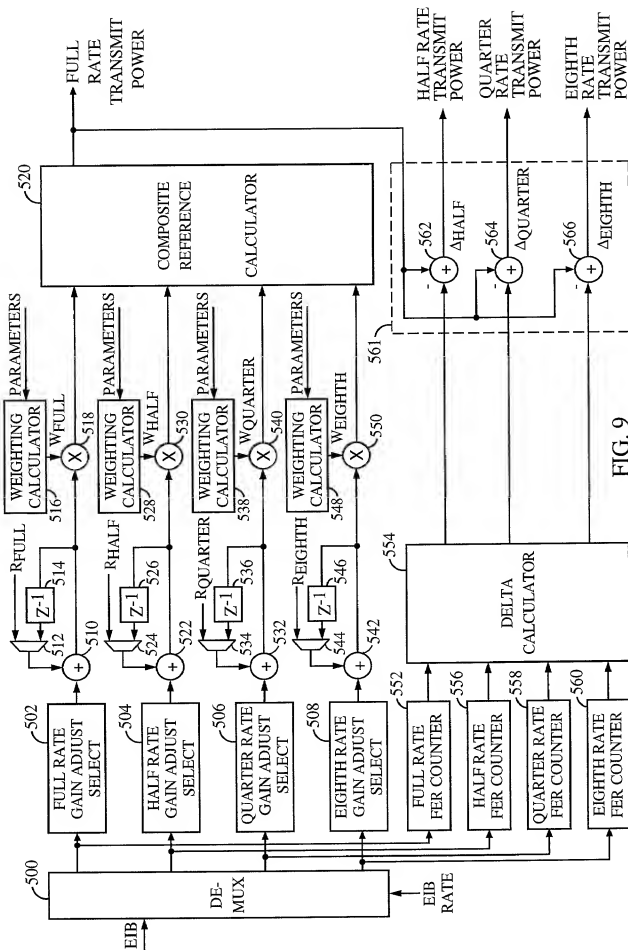 EIB
500
DE-
MUX
EIB
RATE
502
FULL RATE
GAIN ADJUST
SELECT
504
HALF RATE
GAIN ADJUST
SELECT
506
QUARTER RATE
GAIN ADJUST
SELECT
508
EIGHTH RATE
GAIN ADJUST
SELECT
552
FULL RATE
FER COUNTER
556
HALF RATE
FER COUNTER
558
QUARTER RATE
FER COUNTER
560
EIGHTH RATE
FER COUNTER
512
RFULL
Z-1
514
+
510
524
RHALF
Z-1
526
+
522
534
RQUARTER
Z-1
536
+
532
544
REIGHTH
Z-1
546
+
542
WEIGHTING
CALCULATOR
PARAMETERS
516
WFULL
X
518
WEIGHTING
CALCULATOR
PARAMETERS
528
WHALF
X
530
WEIGHTING
CALCULATOR
PARAMETERS
538
WQUARTER
X
540
WEIGHTING
CALCULATOR
PARAMETERS
548
WEIGHTH
X
550
520
COMPOSITE
REFERENCE
CALCULATOR
FULL
RATE
TRANSMIT
POWER
554
DELTA
CALCULATOR
561
-
+
562
ΔHALF
-
+
564
ΔQUARTER
-
+
566
ΔEIGHTH
HALF RATE
TRANSMIT
POWER
QUARTER
RATE
TRANSMIT
POWER
EIGHTH
RATE
TRANSMIT
POWER
FIG. 9